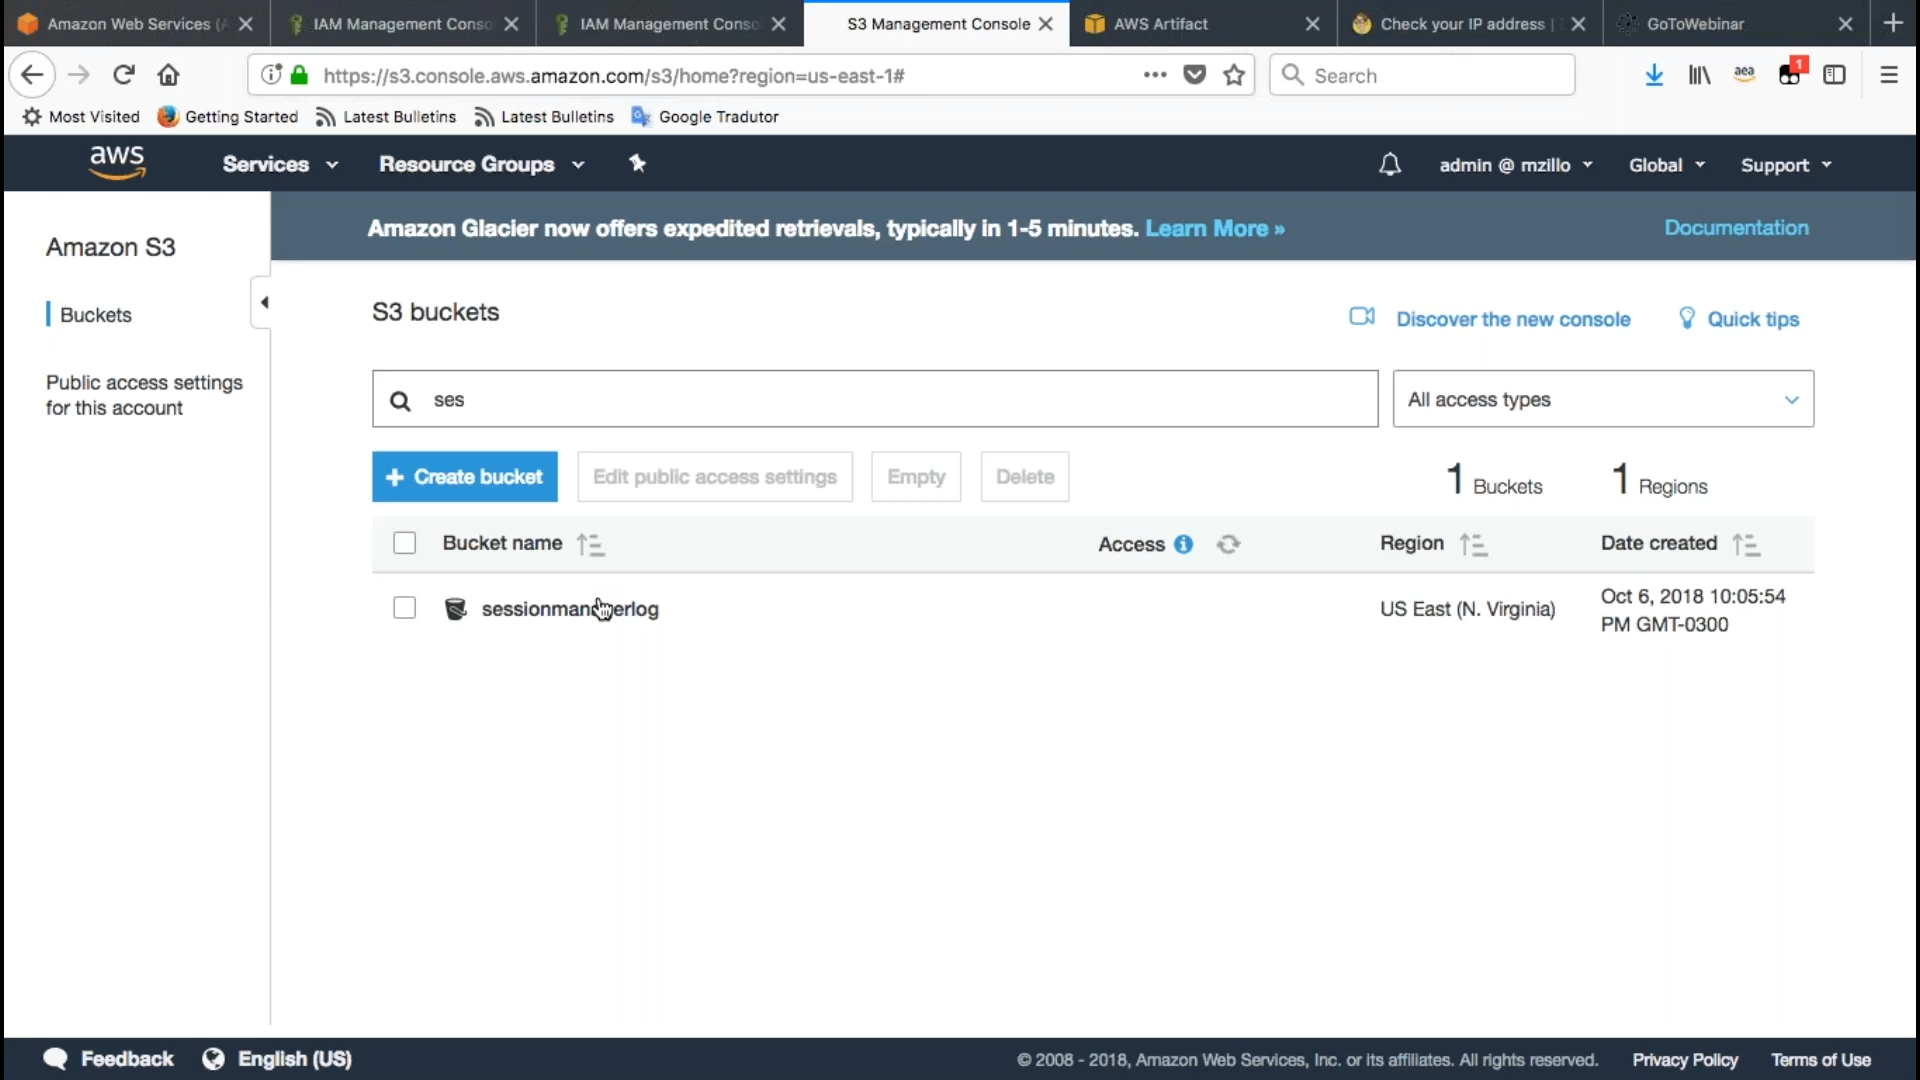 Amazon Web Services (A
IAM Management Conso
IAM Management Conso
S3 Management Console
AWS Artifact
Check your IP address |
GoToWebinar
https://s3.console.aws.amazon.com/s3/home?region=us-east-1#
Search
aea
1
Most Visited
Getting Started
Latest Bulletins
Latest Bulletins
Google Tradutor
aws
Services
Resource Groups
admin @ mzillo
Global
Support
Amazon Glacier now offers expedited retrievals, typically in 1-5 minutes. Learn More »
Documentation
Amazon S3
Buckets
Public access settings
for this account
S3 buckets
Discover the new console
Quick tips
ses
All access types
+ Create bucket
Edit public access settings
Empty
Delete
1 Buckets
1 Regions
Bucket name
Access
Region
Date created
sessionmanagerlog
US East (N. Virginia)
Oct 6, 2018 10:05:54
PM GMT-0300
Feedback
English (US)
© 2008 - 2018, Amazon Web Services, Inc. or its affiliates. All rights reserved.
Privacy Policy
Terms of Use